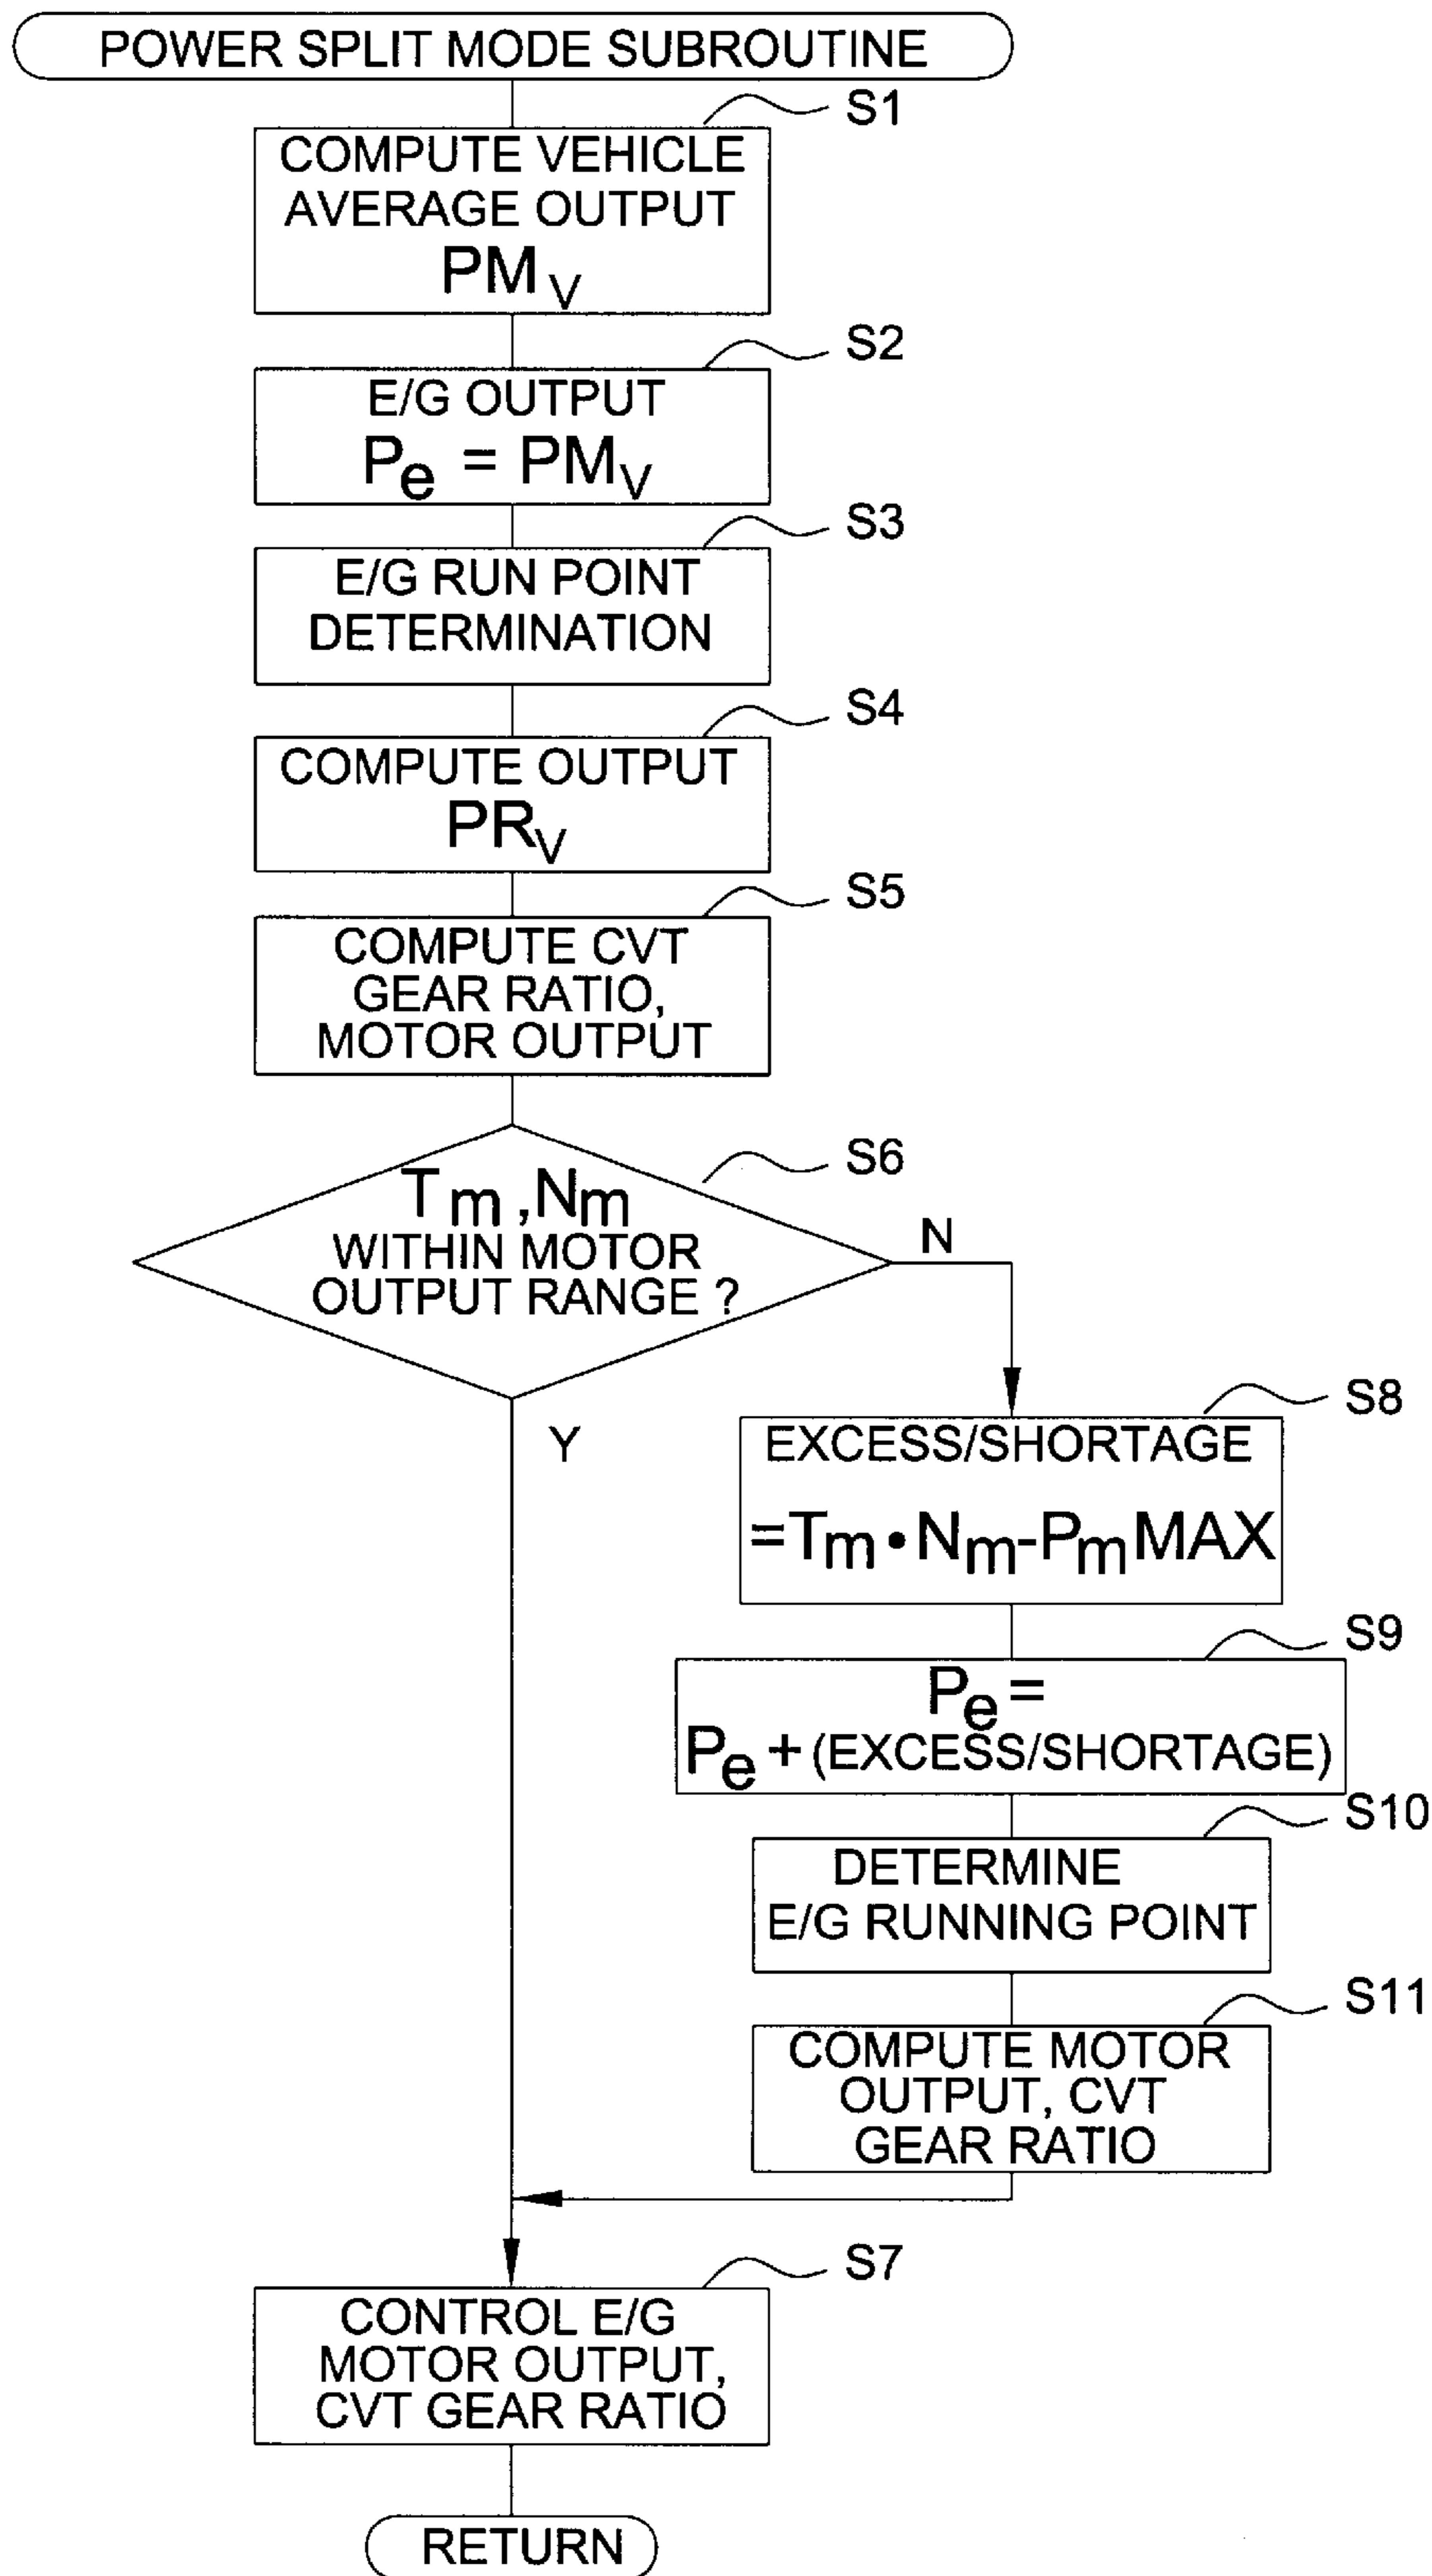 POWER SPLIT MODE SUBROUTINE
S1
COMPUTE VEHICLE
AVERAGE OUTPUT
PMV
S2
E/G OUTPUT
Pe = PMV
S3
E/G RUN POINT
DETERMINATION
S4
COMPUTE OUTPUT
PRV
S5
COMPUTE CVT
GEAR RATIO,
MOTOR OUTPUT
S6
Tm ,Nm
WITHIN MOTOR
OUTPUT RANGE ?
N
Y
S8
EXCESS/SHORTAGE
=Tm•Nm-PmMAX
S9
Pe =
Pe + (EXCESS/SHORTAGE)
S10
DETERMINE
E/G RUNNING POINT
S11
COMPUTE MOTOR
OUTPUT, CVT
GEAR RATIO
S7
CONTROL E/G
MOTOR OUTPUT,
CVT GEAR RATIO
RETURN